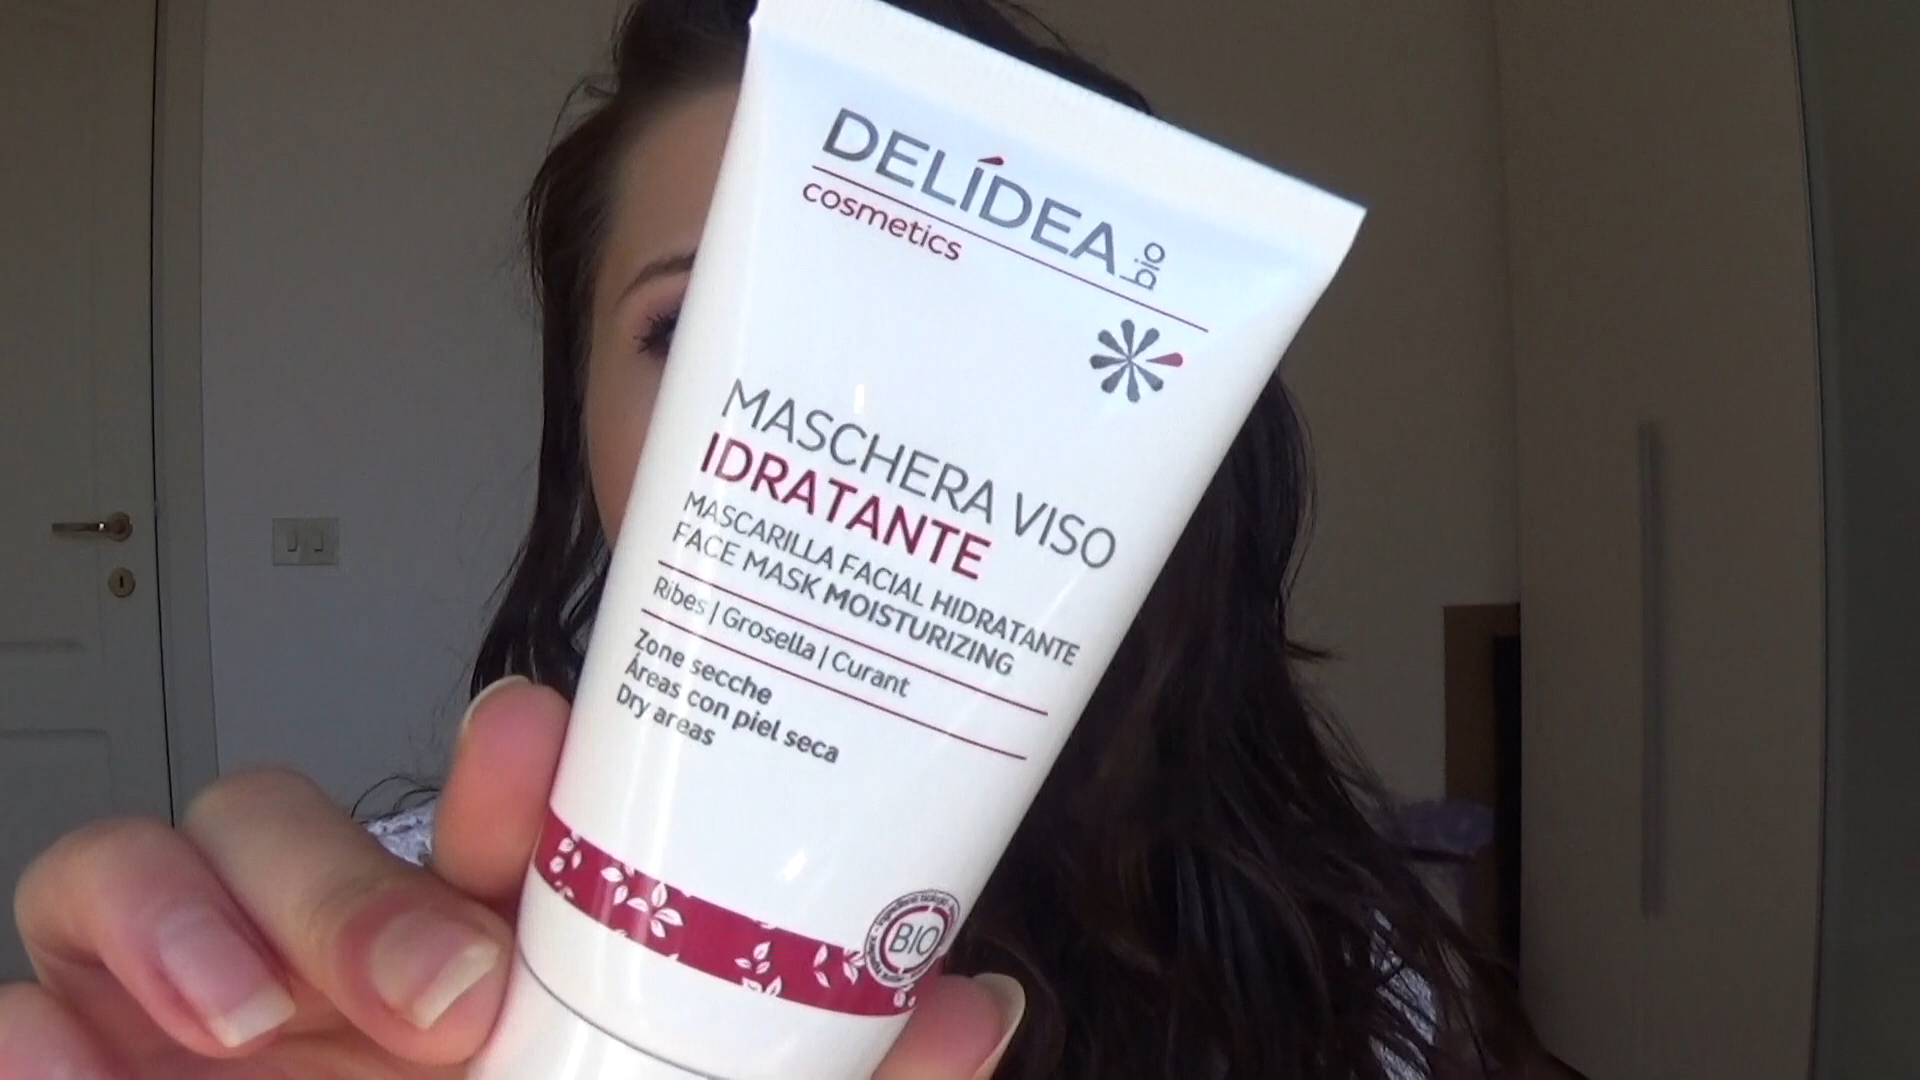 DELÍDEA bio
cosmetics
MASCHERA VISO
IDRATANTE
MASCARILLA FACIAL HIDRATANTE
FACE MASK MOISTURIZING
Ribes | Grosella | Curant
Zone secche
Áreas con piel seca
Dry areas
BIO